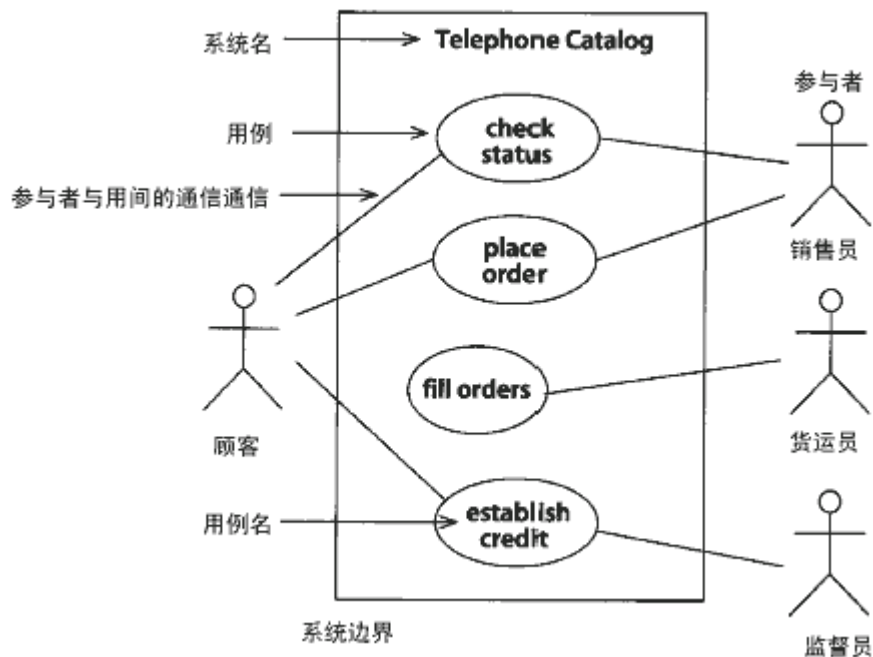 系统名
Telephone Catalog
参与者
用例
check
status
参与者与用间的通信通信
place
order
销售员
fill orders
顾客
货运员
用例名
establish
credit
系统边界
监督员